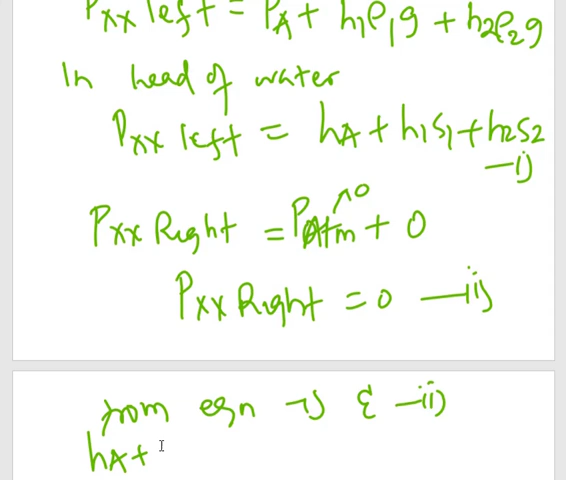 Pxx left = PA + h1ρ1g + h2ρ2g
In head of water
Pxx left = hA + h1s1 + h2s2
—i)
Pxx Right = PAtm↗0 + 0
Pxx Right = 0 —ii)
from eqn —i) & —ii)
hA+